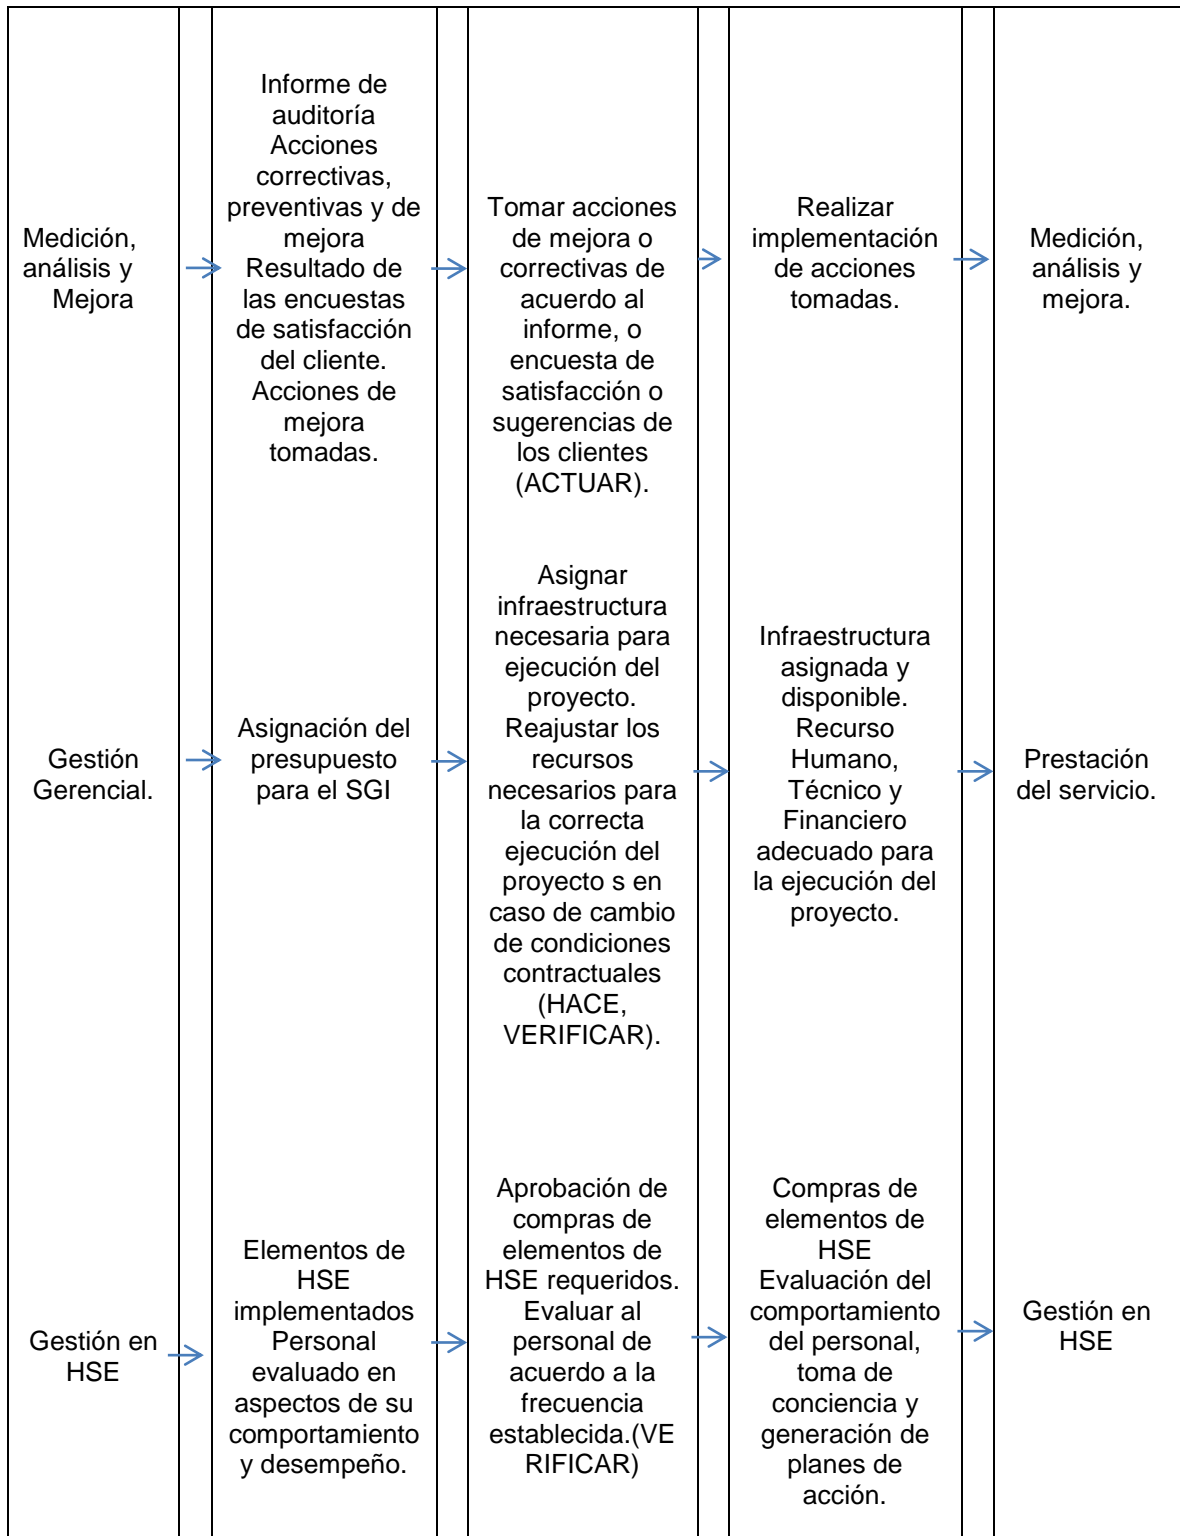 Medición,
análisis y
Mejora
Informe de
auditoría
Acciones
correctivas,
preventivas y de
mejora
Resultado de
las encuestas
de satisfacción
del cliente.
Acciones de
mejora
tomadas.
Tomar acciones
de mejora o
correctivas de
acuerdo al
informe, o
encuesta de
satisfacción o
sugerencias de
los clientes
(ACTUAR).
Realizar
implementación
de acciones
tomadas.
Medición,
análisis y
mejora.
Gestión
Gerencial.
Asignación del
presupuesto
para el SGI
Asignar
infraestructura
necesaria para
ejecución del
proyecto.
Reajustar los
recursos
necesarios para
la correcta
ejecución del
proyecto s en
caso de cambio
de condiciones
contractuales
(HACE,
VERIFICAR).
Infraestructura
asignada y
disponible.
Recurso
Humano,
Técnico y
Financiero
adecuado para
la ejecución del
proyecto.
Prestación
del servicio.
Gestión en
HSE
Elementos de
HSE
implementados
Personal
evaluado en
aspectos de su
comportamiento
y desempeño.
Aprobación de
compras de
elementos de
HSE requeridos.
Evaluar al
personal de
acuerdo a la
frecuencia
establecida.(VE
RIFICAR)
Compras de
elementos de
HSE
Evaluación del
comportamiento
del personal,
toma de
conciencia y
generación de
planes de
acción.
Gestión en
HSE